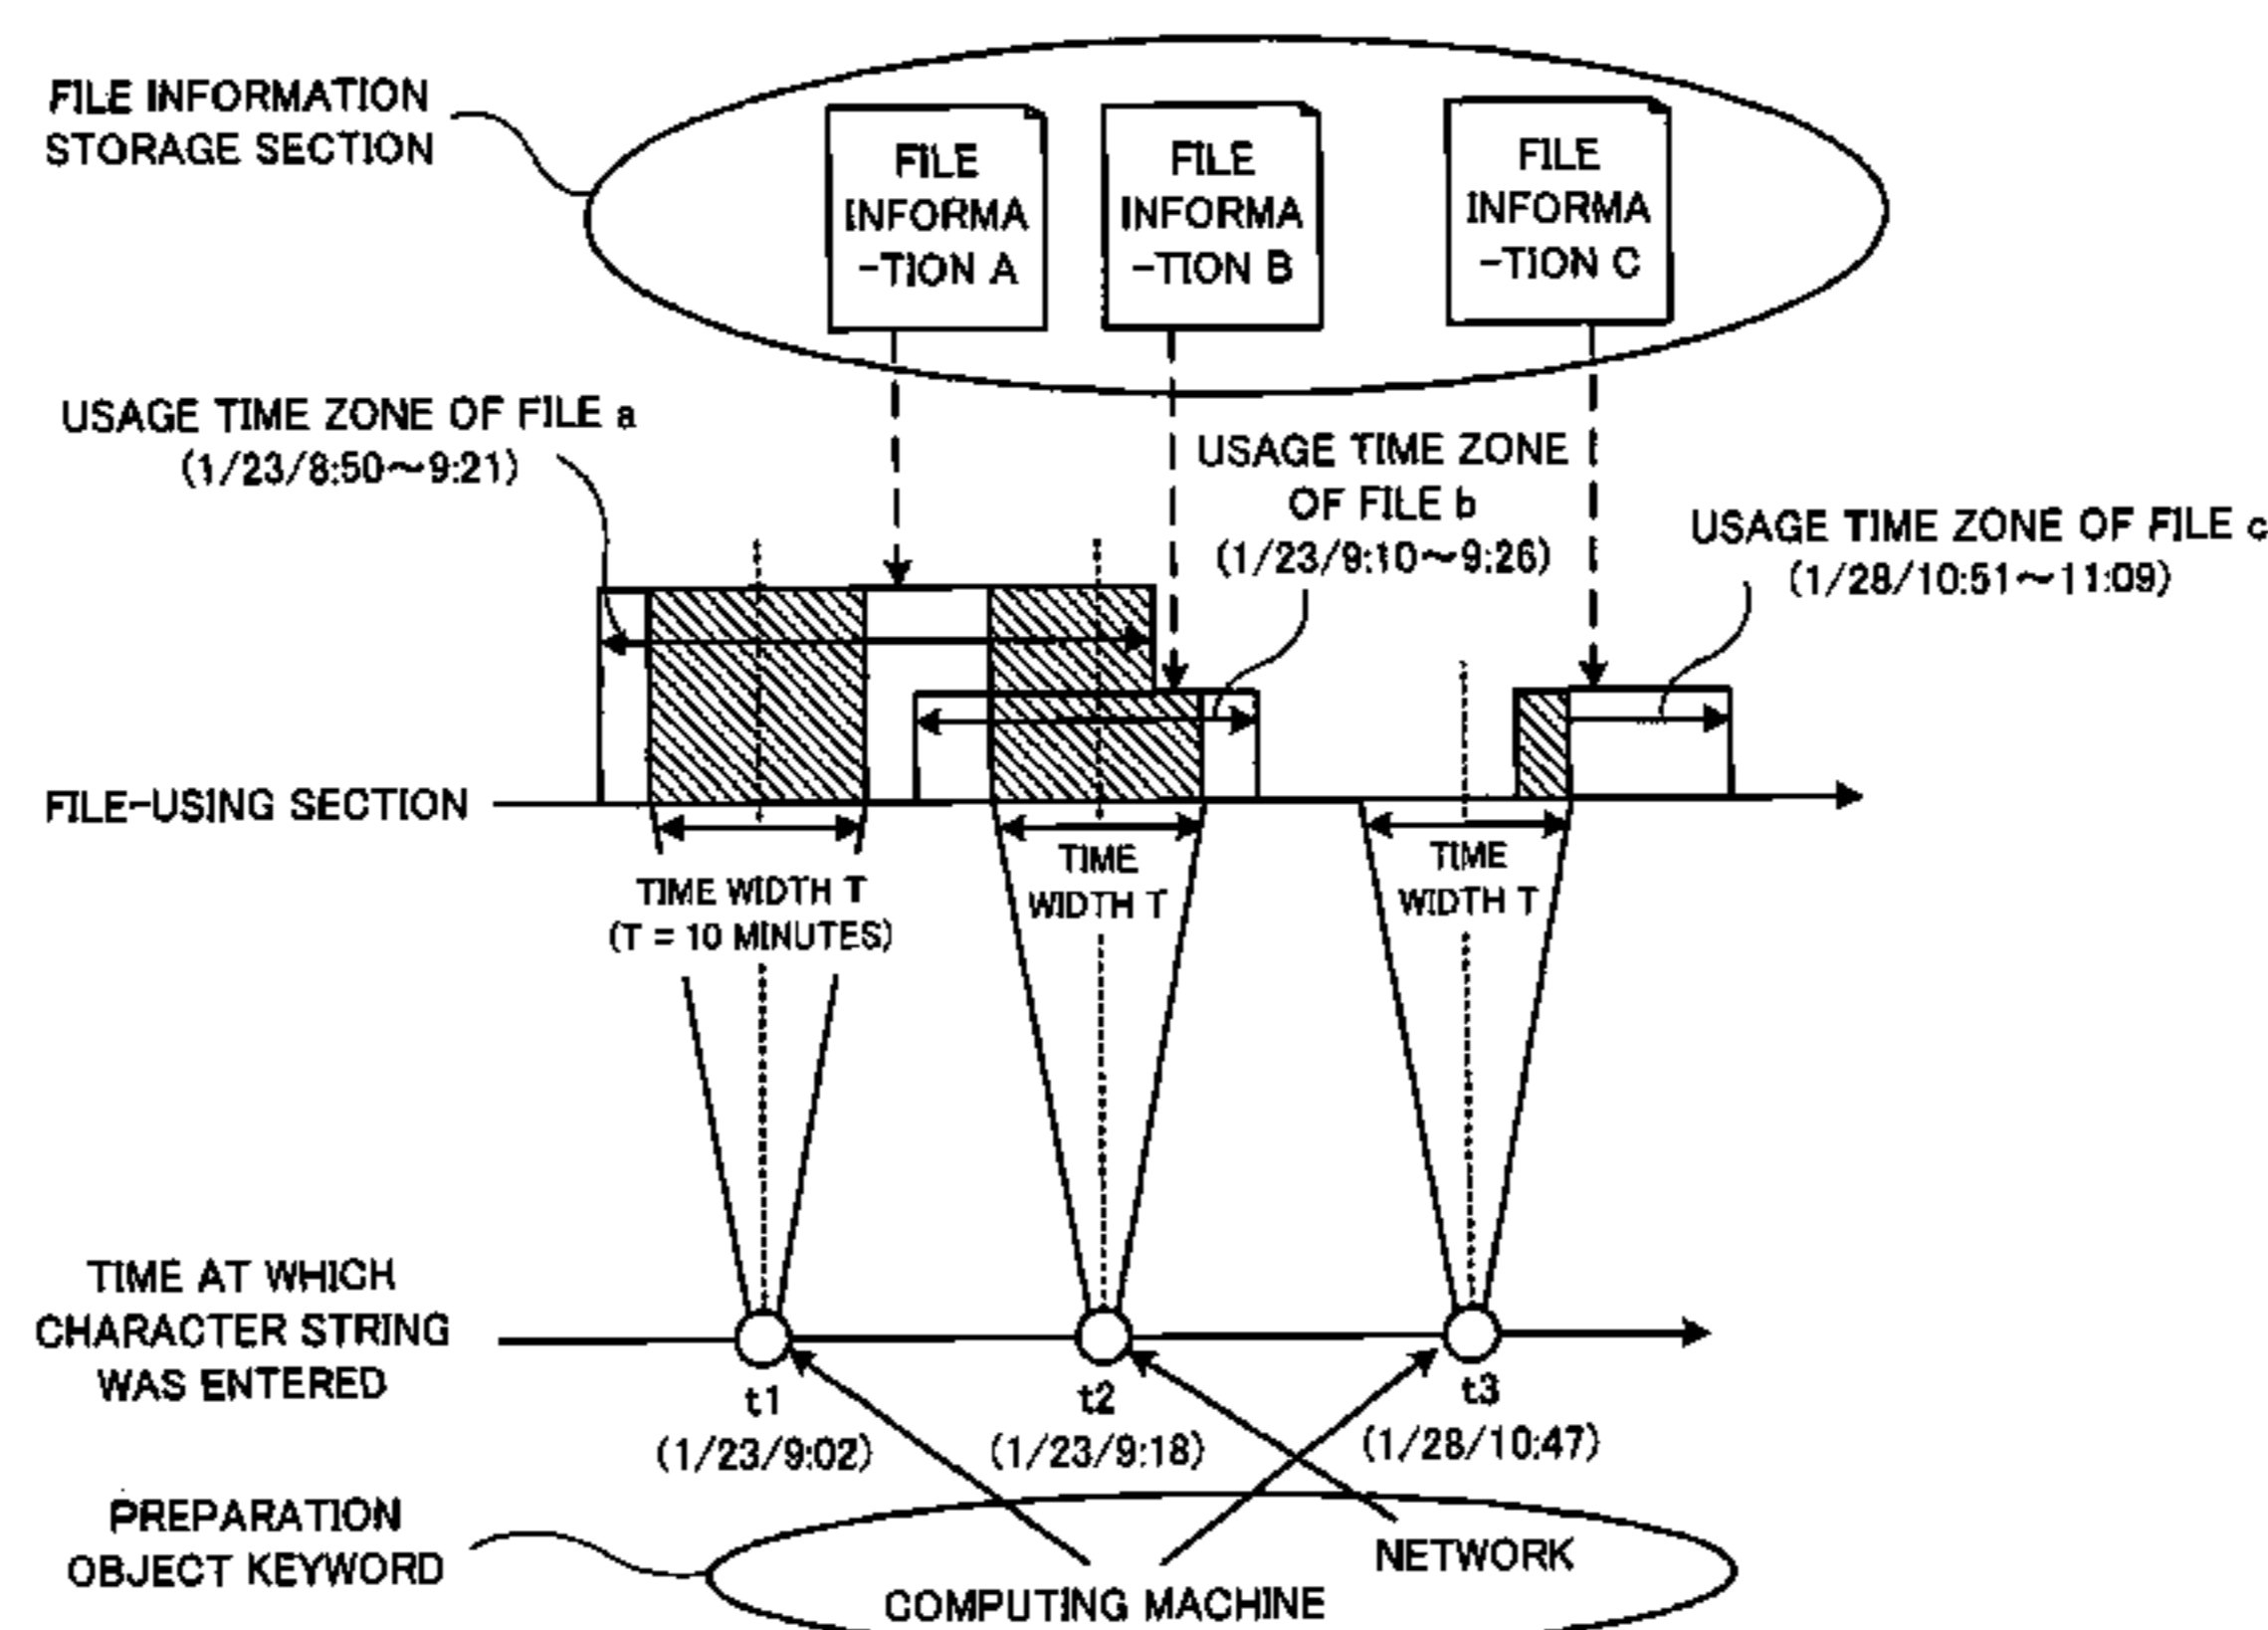 FILE INFORMATION
STORAGE SECTION
FILE
INFORMA
-TION A
FILE
INFORMA
-TION B
FILE
INFORMA
-TION C
USAGE TIME ZONE OF FILE a
(1/23/8:50～9:21)
USAGE TIME ZONE
OF FILE b
(1/23/9:10～9:26)
USAGE TIME ZONE OF FILE c
(1/28/10:51～11:09)
FILE-USING SECTION
TIME WIDTH T
(T = 10 MINUTES)
TIME
WIDTH T
TIME
WIDTH T
TIME AT WHICH
CHARACTER STRING
WAS ENTERED
t1
(1/23/9:02)
t2
(1/23/9:18)
t3
(1/28/10:47)
PREPARATION
OBJECT KEYWORD
NETWORK
COMPUTING MACHINE